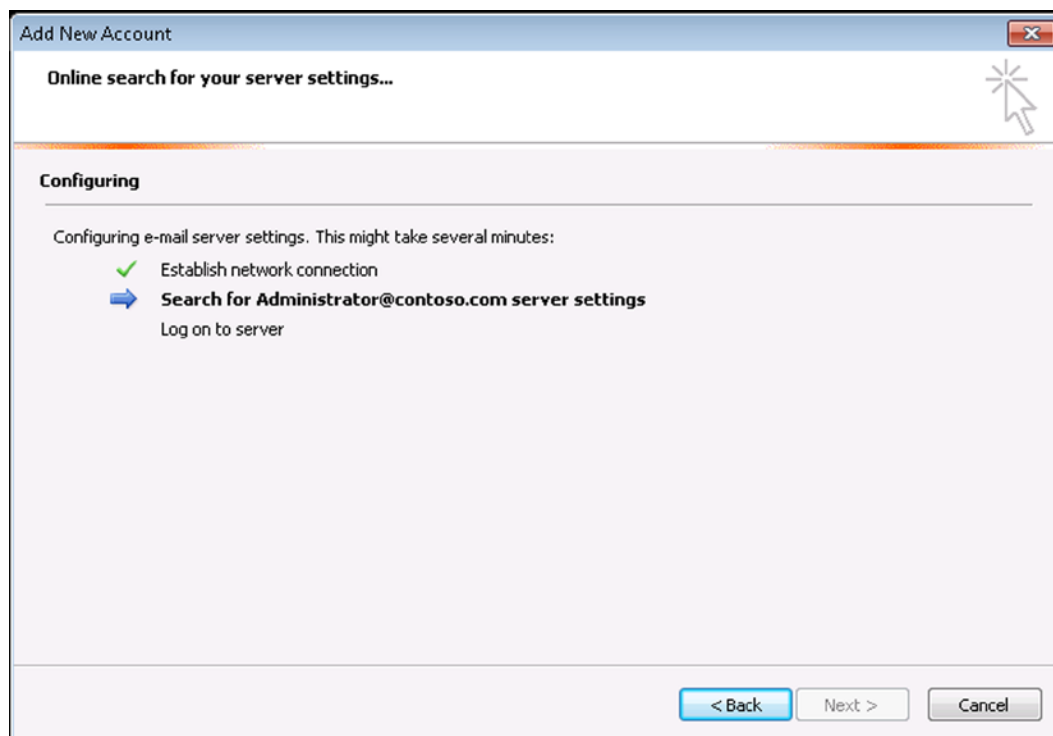 Add New Account
Online search for your server settings...
Configuring
Configuring e-mail server settings. This might take several minutes:
Establish network connection
Search for Administrator@contoso.com server settings
Log on to server
< Back Next > Cancel